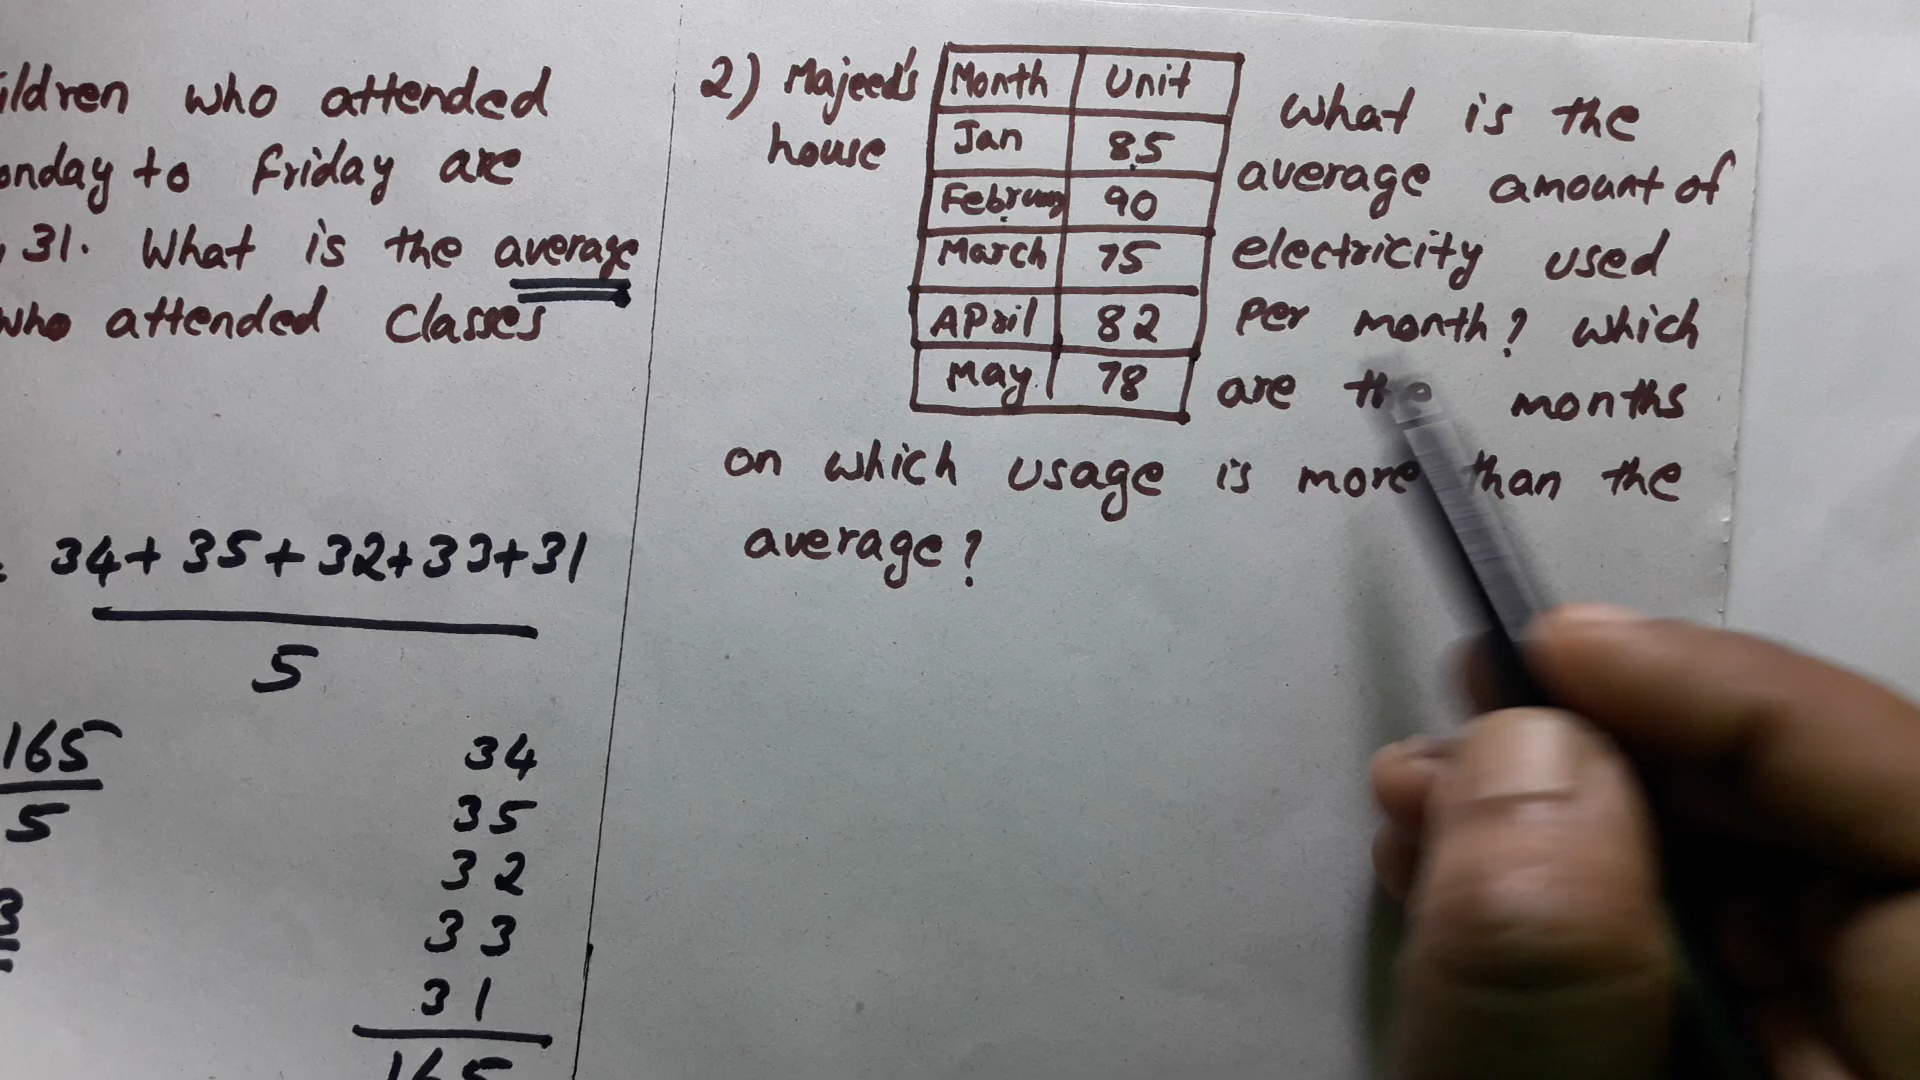 ildren who attended
onday to Friday are
, 31. What is the average
who attended Classes
34+ 35+ 32+33+31
5
165
5
3
34
35
32
33
31
165
2) Majeed's
house
Month Unit
Jan 85
February 90
March 75
APril 82
May 78
What is the
average amount of
electricity used
Per month? which
are the months
on which usage is more than the
average?